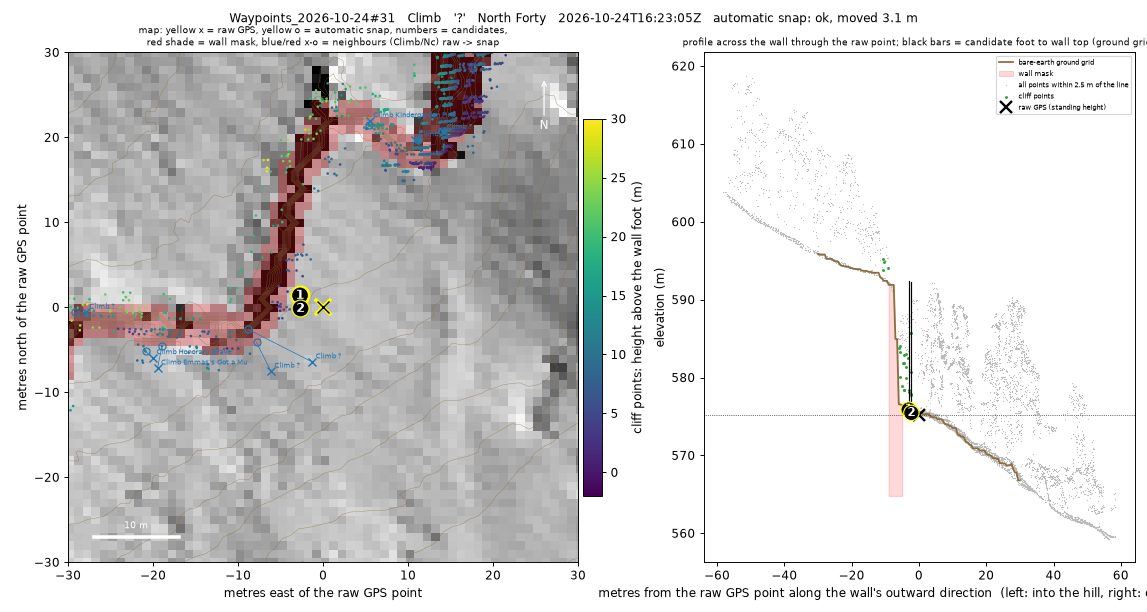 Waypoints_2026-10-24#31 Climb '?' North Forty 2026-10-24T16:23:05Z automatic snap: ok, moved 3.1 m
map: yellow x = raw GPS, yellow o = automatic snap, numbers = candidates,
red shade = wall mask, blue/red x-o = neighbours (Climb/Nc) raw -> snap
profile across the wall through the raw point; black bars = candidate foot to wall top (ground gri
30
20
10
0
−10
−20
−30
−30
−20
−10
0
10
20
30
metres north of the raw GPS point
metres east of the raw GPS point
N
10 m
Climb ?
Climb ?
Climb ?
Climb Emma's Got a Mu
1
2
30
25
20
15
10
5
0
cliff points: height above the wall foot (m)
bare-earth ground grid
wall mask
all points within 2.5 m of the line
cliff points
raw GPS (standing height)
620
610
600
590
580
570
560
elevation (m)
2
−60
−40
−20
0
20
40
60
metres from the raw GPS point along the wall's outward direction (left: into the hill, right: